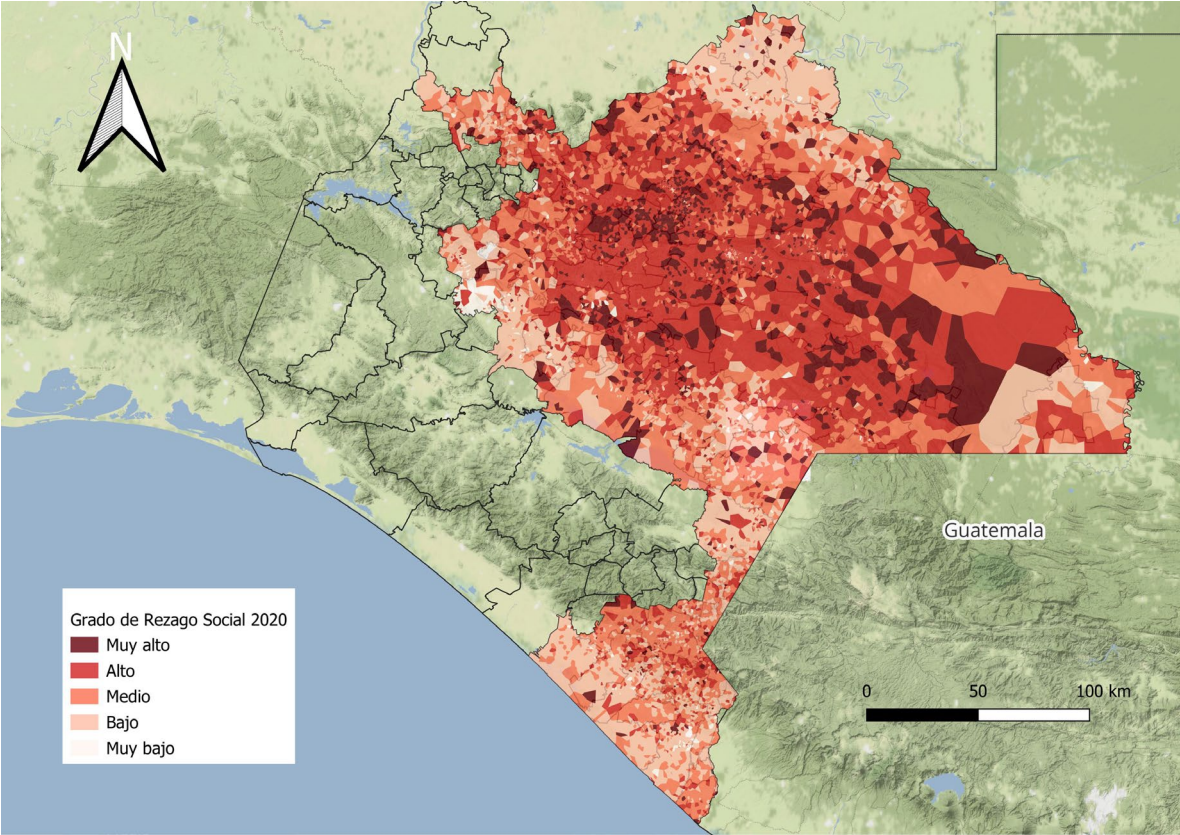 N
Guatemala
Grado de Rezago Social 2020
Muy alto
Alto
Medio
Bajo
Muy bajo
0 50 100 km